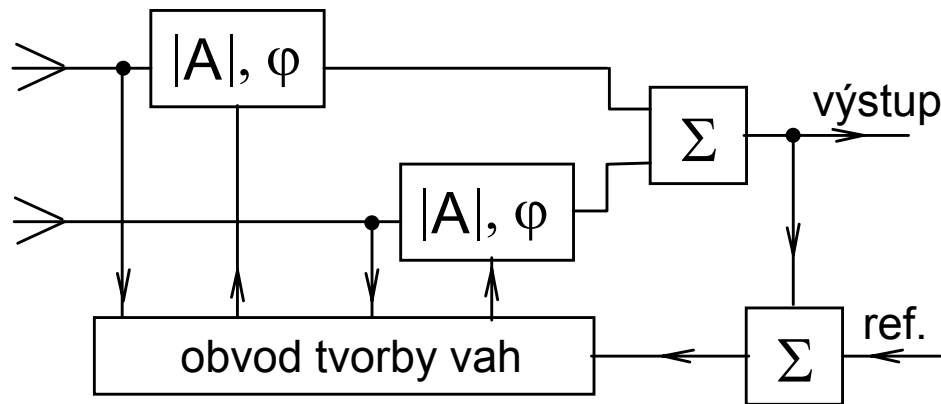 |A|, φ
Σ
výstup
|A|, φ
obvod tvorby vah
Σ
ref.